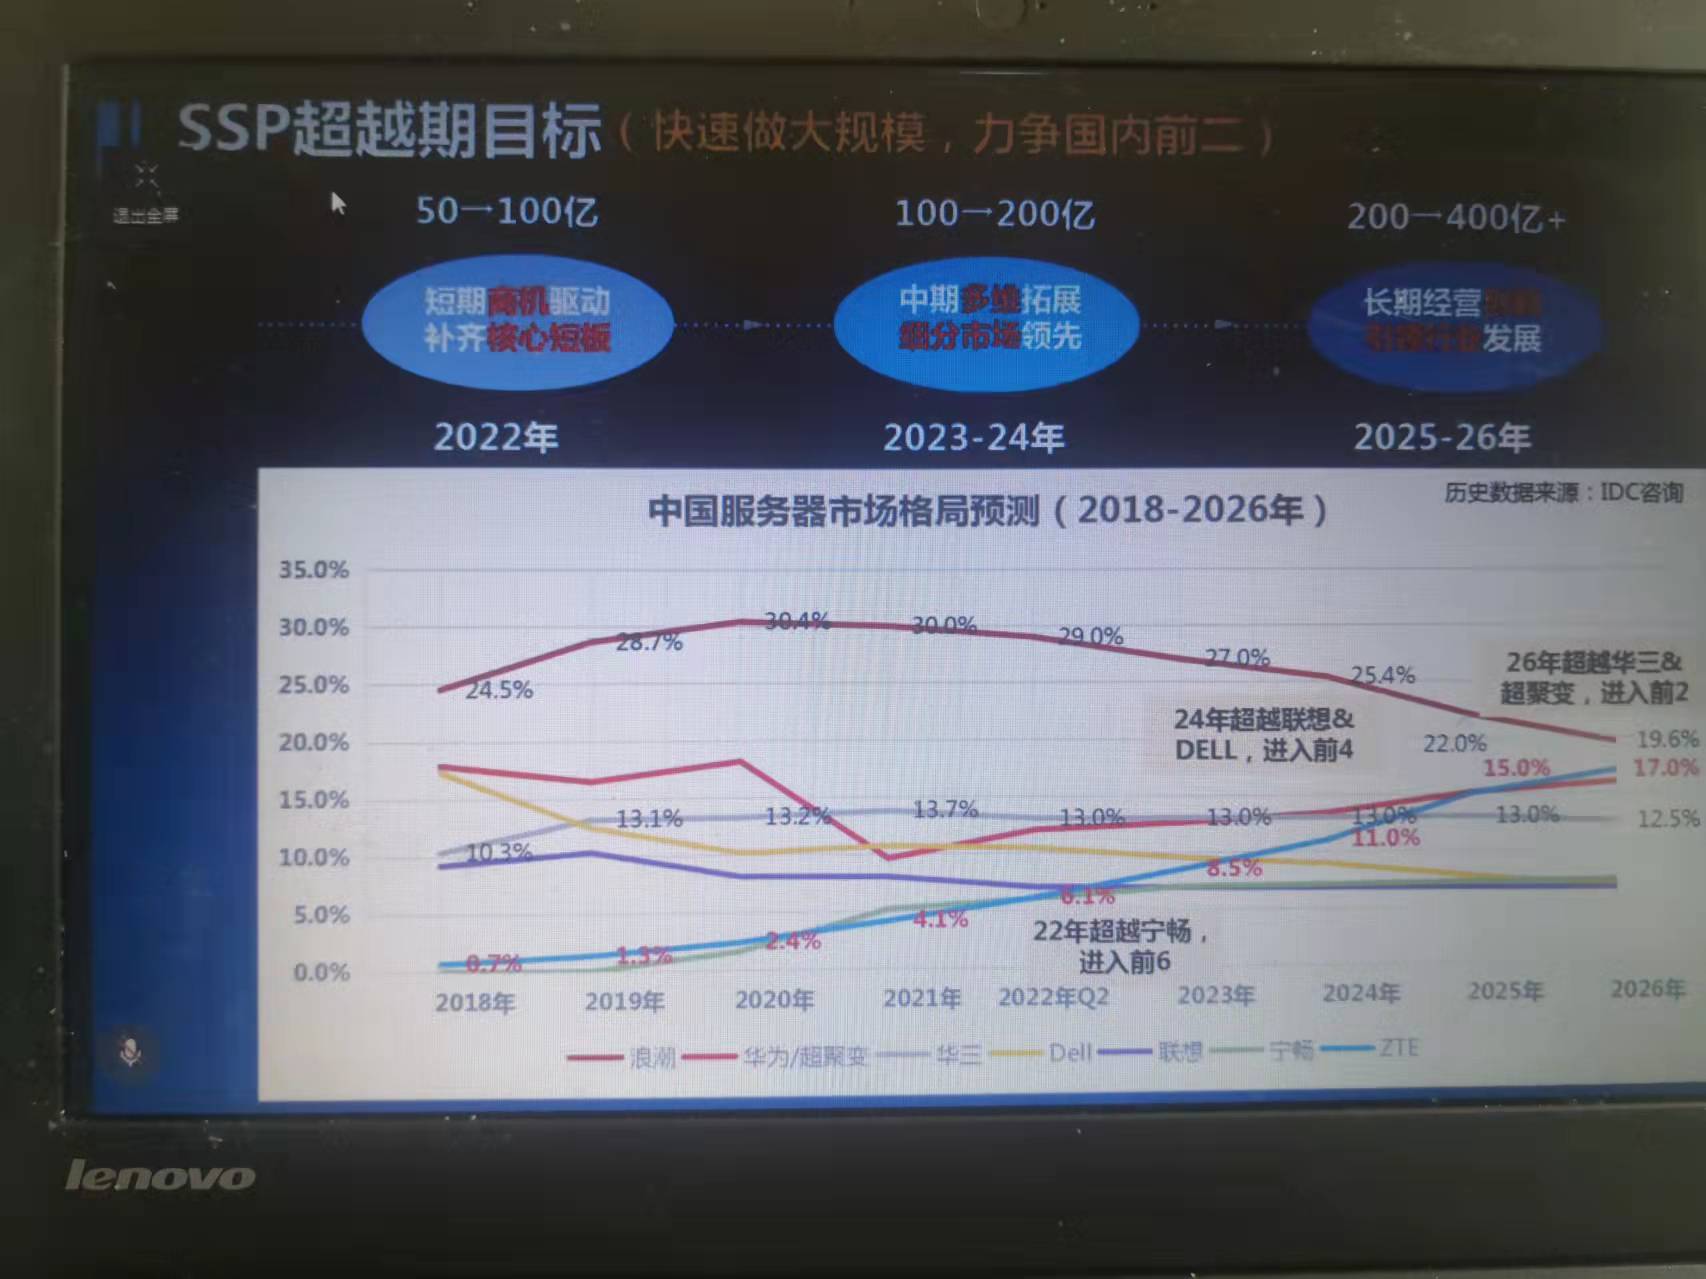 SSP超越期目标（快速做大规模，力争国内前二）
退出全屏
50→100亿
100→200亿
200→400亿+
短期商机驱动
补齐核心短板
中期多维拓展
细分市场领先
长期经营
引领行业发展
2022年
2023-24年
2025-26年
中国服务器市场格局预测（2018-2026年）
历史数据来源：IDC咨询
35.0%
30.0%
25.0%
20.0%
15.0%
10.0%
5.0%
0.0%
24.5%
28.7%
30.4%
30.0%
29.0%
27.0%
25.4%
22.0%
19.6%
26年超越华三&
超聚变，进入前2
24年超越联想&
DELL，进入前4
15.0%
17.0%
10.3%
13.1%
13.2%
13.7%
13.0%
13.0%
13.0%
13.0%
12.5%
0.7%
1.3%
2.4%
4.1%
6.1%
8.5%
11.0%
22年超越宁畅，
进入前6
2018年 2019年 2020年 2021年 2022年Q2 2023年 2024年 2025年 2026年
浪潮 华为/超聚变 华三 Dell 联想 宁畅 ZTE
lenovo